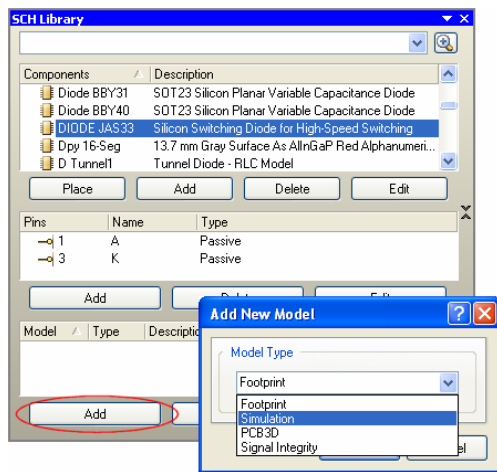 SCH Library
Components Description
Diode BBY31 SOT23 Silicon Planar Variable Capacitance Diode
Diode BBY40 SOT23 Silicon Planar Variable Capacitance Diode
DIODE JAS33 Silicon Switching Diode for High-Speed Switching
Dpy 16-Seg 13.7 mm Gray Surface As AllnGaP Red Alphanumeri...
D Tunnel1 Tunnel Diode - RLC Model
Place Add Delete Edit
Pins Name Type
1 A Passive
3 K Passive
Add
Model Type Descriptio
Add
Add New Model
Model Type
Footprint
Footprint
Simulation
PCB3D
Signal Integrity